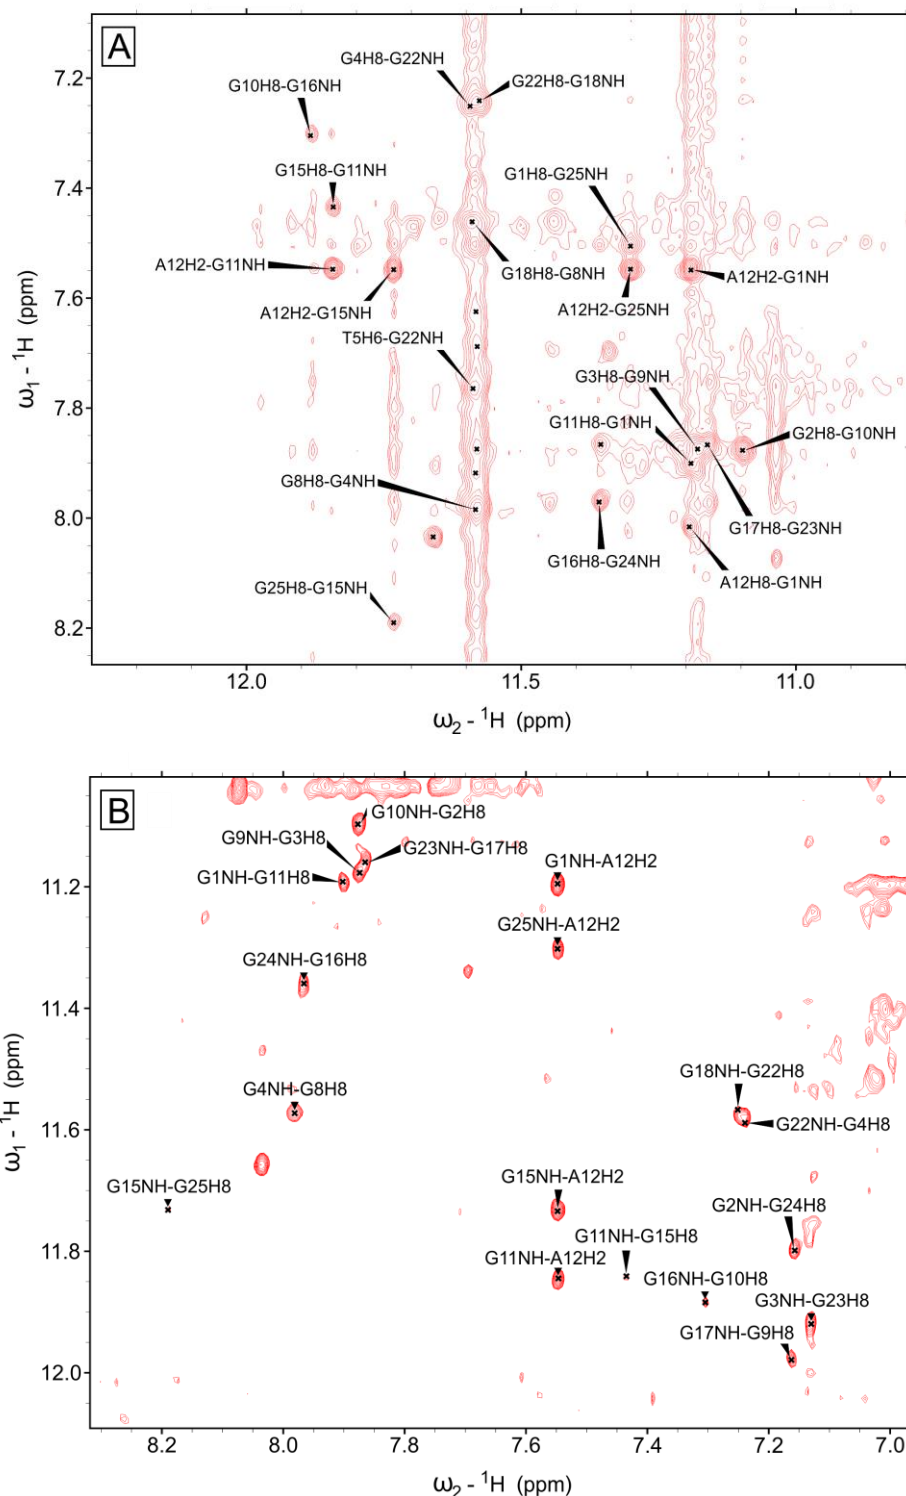 A
G4H8-G22NH
G22H8-G18NH
G10H8-G16NH
7.2
G15H8-G11NH
G1H8-G25NH
7.4
A12H2-G11NH
G18H8-G8NH
A12H2-G1NH
7.6
A12H2-G15NH
A12H2-G25NH
T5H6-G22NH
G3H8-G9NH
7.8
G11H8-G1NH
G2H8-G10NH
G8H8-G4NH
8.0
G17H8-G23NH
G16H8-G24NH
A12H8-G1NH
G25H8-G15NH
8.2
ω1 - 1H (ppm)
12.0 11.5 11.0
ω2 - 1H (ppm)
B
G10NH-G2H8
G9NH-G3H8
G23NH-G17H8
G1NH-G11H8
G1NH-A12H2
11.2
G25NH-A12H2
G24NH-G16H8
11.4
G18NH-G22H8
G4NH-G8H8
11.6
G22NH-G4H8
G15NH-G25H8
G15NH-A12H2
G2NH-G24H8
11.8
G11NH-A12H2
G11NH-G15H8
G16NH-G10H8
G3NH-G23H8
G17NH-G9H8
12.0
ω1 - 1H (ppm)
8.2 8.0 7.8 7.6 7.4 7.2 7.0
ω2 - 1H (ppm)